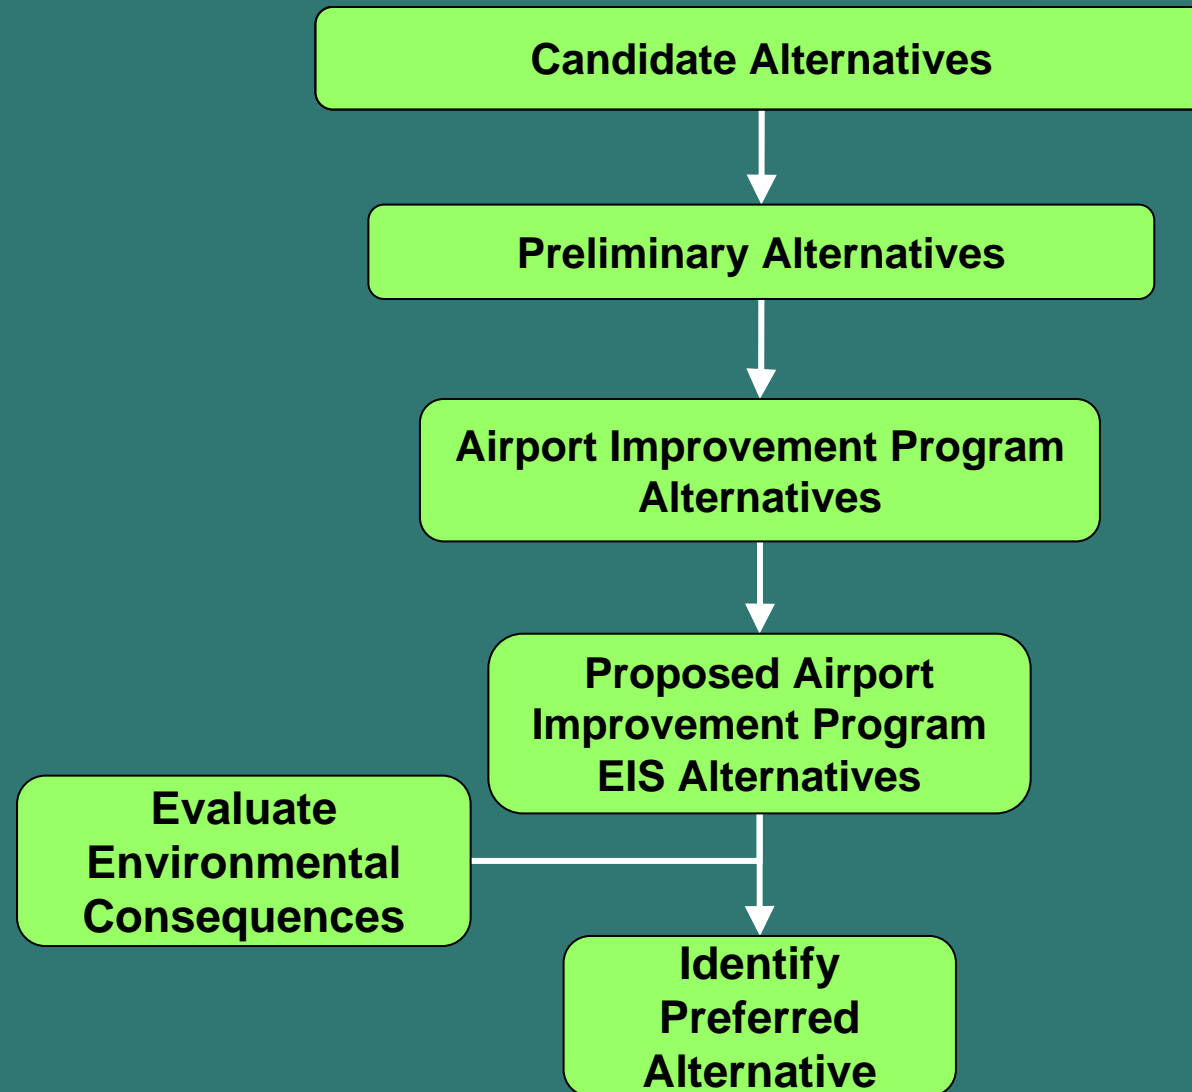 Candidate Alternatives
Preliminary Alternatives
Airport Improvement Program
Alternatives
Proposed Airport
Improvement Program
EIS Alternatives
Evaluate
Environmental
Consequences
Identify
Preferred
Alternative